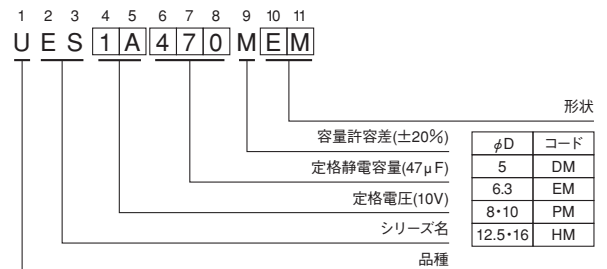 1 2 3 4 5 6 7 8 9 10 11
U E S 1 A 4 7 0 M E M
形状
容量許容差(±20%)
定格静電容量(47μF)
定格電圧(10V)
シリーズ名
品種
φD コード
5 DM
6.3 EM
8・10 PM
12.5・16 HM